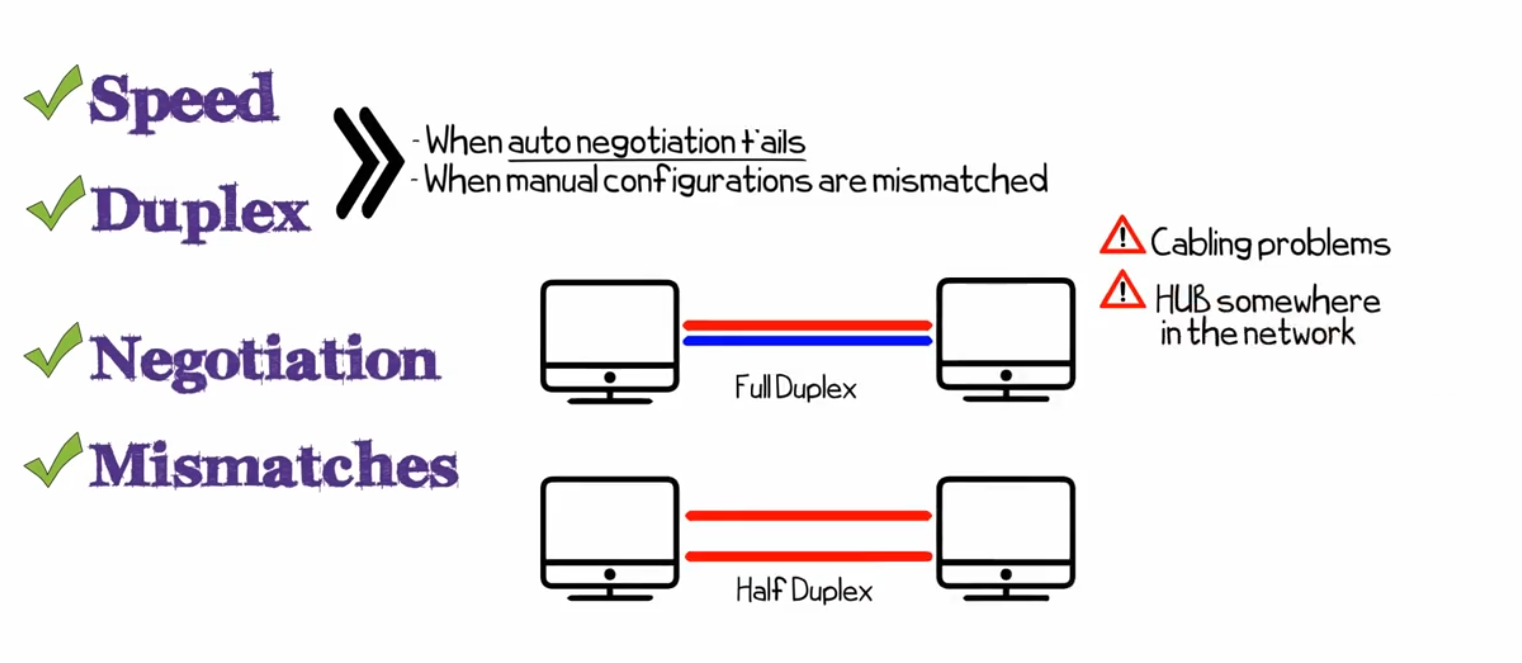 Speed
Duplex
Negotiation
Mismatches
- When auto negotiation fails
- When manual configurations are mismatched
Cabling problems
HUB somewhere
in the network
Full Duplex
Half Duplex